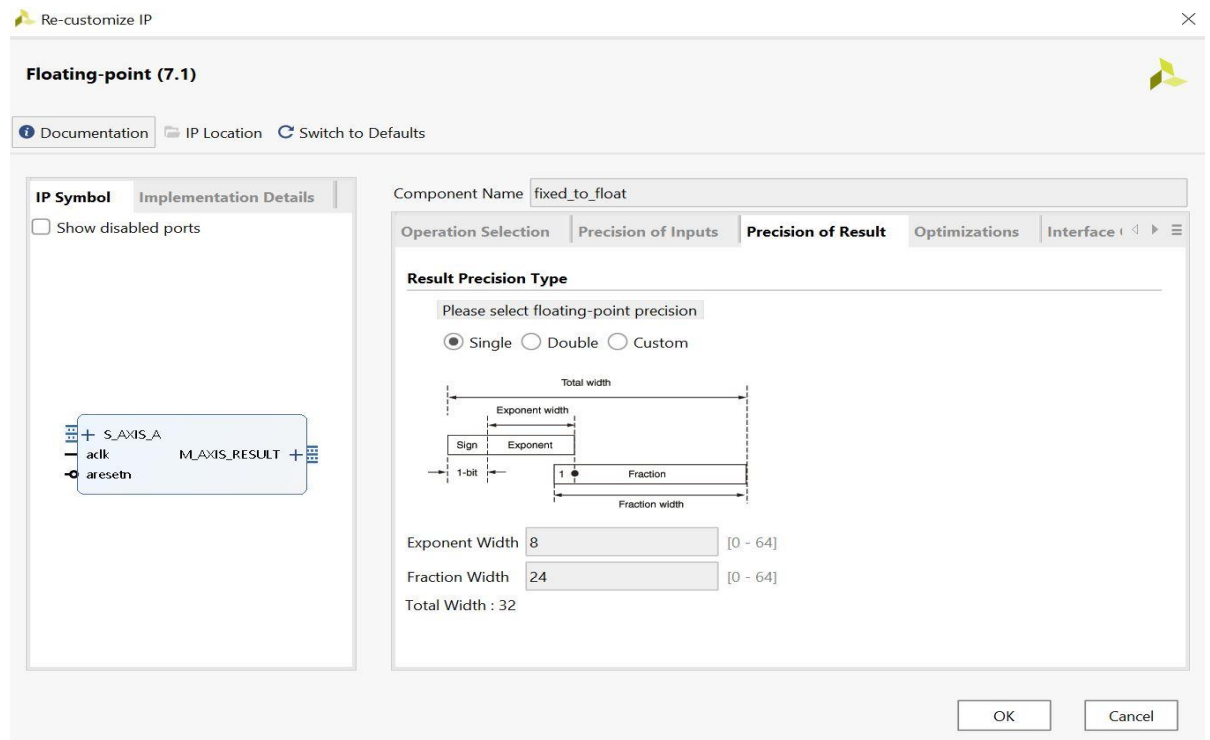 Re-customize IP
Floating-point (7.1)
Documentation IP Location Switch to Defaults
IP Symbol Implementation Details
Show disabled ports
S_AXIS_A
aclk M_AXIS_RESULT
aresetn
Component Name fixed_to_float
Operation Selection Precision of Inputs Precision of Result Optimizations Interface
Result Precision Type
Please select floating-point precision
Single Double Custom
Total width
Exponent width
Sign Exponent
1-bit 1 Fraction
Fraction width
Exponent Width 8 [0 - 64]
Fraction Width 24 [0 - 64]
Total Width : 32
OK Cancel